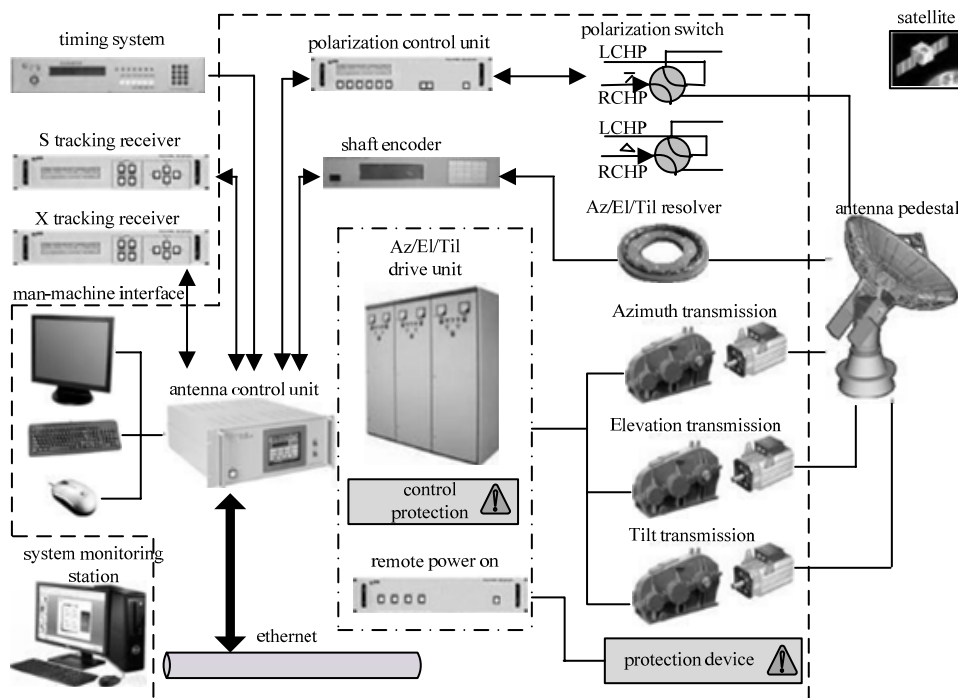 timing system
polarization control unit
polarization switch
satellite
LCHP
RCHP
S tracking receiver
shaft encoder
LCHP
RCHP
X tracking receiver
Az/El/Til resolver
antenna pedestal
Az/El/Til
drive unit
man-machine interface
Azimuth transmission
antenna control unit
Elevation transmission
control
protection
Tilt transmission
system monitoring
station
remote power on
ethernet
protection device